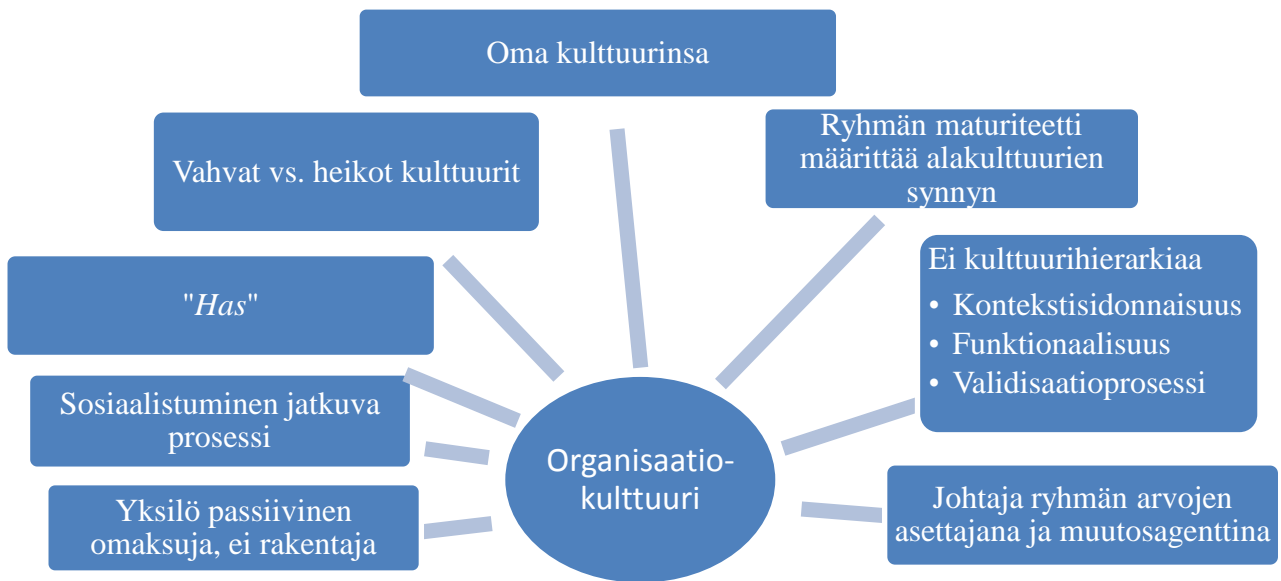 Oma kulttuurinsa
Vahvat vs. heikot kulttuurit
Ryhmän maturiteetti
määrittää alakulttuurien
synnyn
"Has"
Ei kulttuurihierarkiaa
• Kontekstisidonnaisuus
• Funktionaalisuus
• Validisaatioprosessi
Sosiaalistuminen jatkuva
prosessi
Organisaatio-
kulttuuri
Yksilö passiivinen
omaksuja, ei rakentaja
Johtaja ryhmän arvojen
asettajana ja muutosagenttina